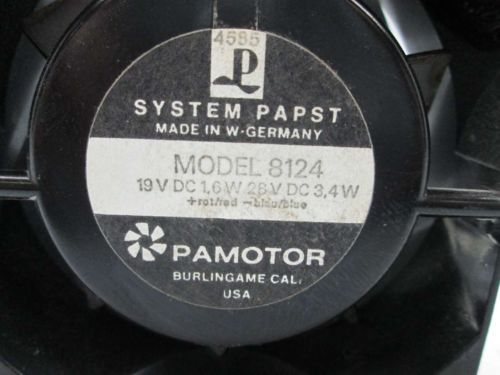 4585
P
SYSTEM PAPST
MADE IN W-GERMANY
MODEL 8124
19 V DC 1,6 W 28 V DC 3,4 W
+rot/red -blau/blue
PAMOTOR
BURLINGAME CAL.
USA